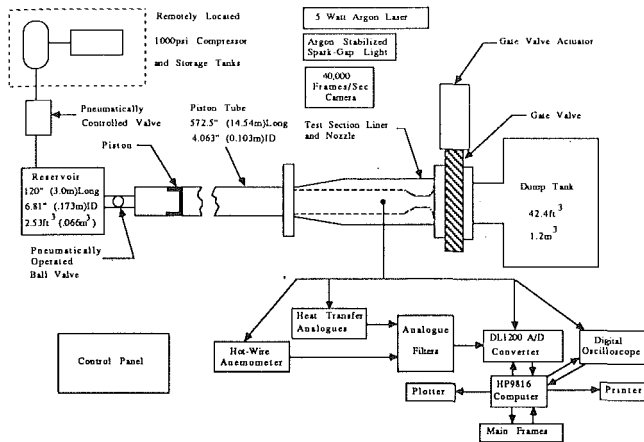 Remotely Located
1000psi Compressor
and Storage Tanks
5 Watt Argon Laser
Argon Stabilized
Spark-Gap Light
40,000
Frames/Sec
Camera
Gate Valve Actuator
Pneumatically
Controlled Valve
Piston Tube
572.5" (14.54m)Long
4.063" (0.103m)ID
Test Section Liner
and Nozzle
Gate Valve
Piston
Reservoir
120" (3.0m)Long
6.81" (.173m)ID
2.53ft³ (.066m³)
Dump Tank
42.4ft³
1.2m³
Pneumatically
Operated
Ball Valve
Heat Transfer
Analogues
Analogue
Filters
DL1200 A/D
Converter
Digital
Oscilloscope
Control Panel
Hot-Wire
Anemometer
Plotter
HP9816
Computer
Printer
Main Frames